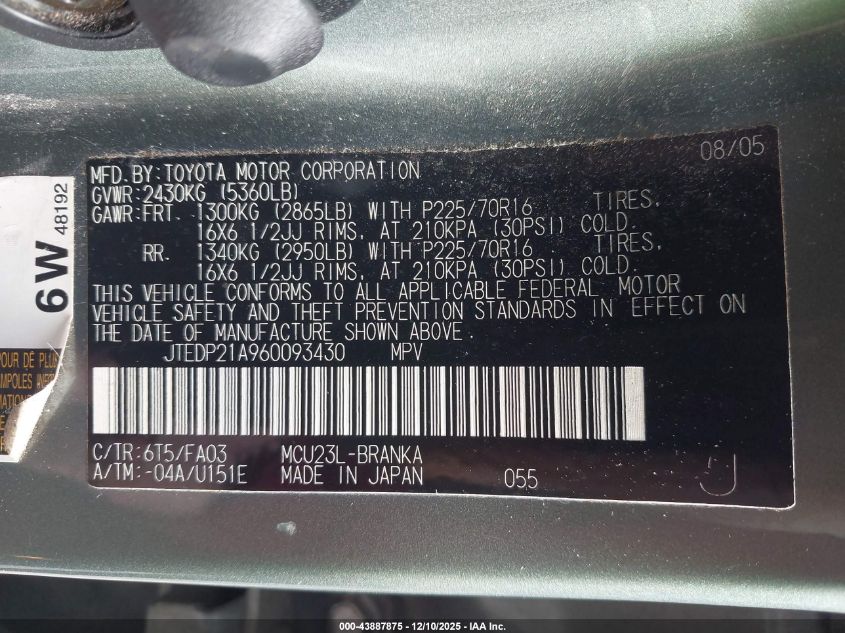 08/05
MFD.BY:TOYOTA MOTOR CORPORATION
GVWR:2430KG (5360LB)
GAWR:FRT. 1300KG (2865LB) WITH P225/70R16 TIRES,
16X6 1/2JJ RIMS, AT 210KPA (30PSI) COLD.
RR. 1340KG (2950LB) WITH P225/70R16 TIRES,
16X6 1/2JJ RIMS, AT 210KPA (30PSI) COLD.
THIS VEHICLE CONFORMS TO ALL APPLICABLE FEDERAL MOTOR
VEHICLE SAFETY AND THEFT PREVENTION STANDARDS IN EFFECT ON
THE DATE OF MANUFACTURE SHOWN ABOVE.
JTEDP21A960093430 MPV
C/TR:6T5/FA03 MCU23L-BRANKA
A/TM:-04A/U151E MADE IN JAPAN 055
J
6W
48192
POUR DE PLU
000-43887875 — 12/10/2025 — IAA Inc.